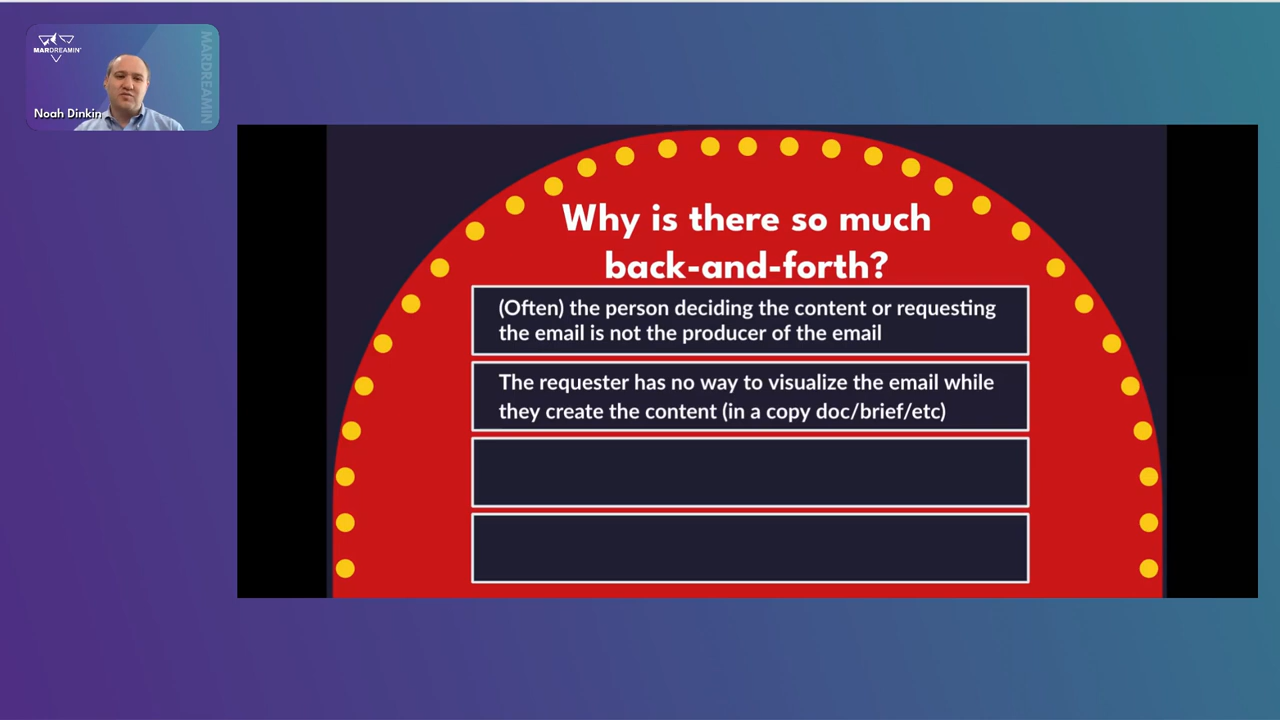 MARDREAMIN'
MARDREAMIN
Noah Dinkin
Why is there so much
back-and-forth?
(Often) the person deciding the content or requesting
the email is not the producer of the email
The requester has no way to visualize the email while
they create the content (in a copy doc/brief/etc)